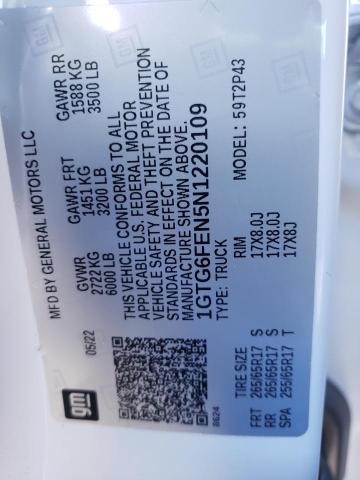 MFD BY GENERAL MOTORS LLC
05/22
GVWR
2722 KG
6000 LB
GAWR FRT
1451 KG
3200 LB
GAWR RR
1588 KG
3500 LB
THIS VEHICLE CONFORMS TO ALL
APPLICABLE U.S. FEDERAL MOTOR
VEHICLE SAFETY AND THEFT PREVENTION
STANDARDS IN EFFECT ON THE DATE OF
MANUFACTURE SHOWN ABOVE.
1GTG6FEN5N1220109
TYPE: TRUCK
MODEL: 59T2P43
gm
8624
TIRE SIZE RIM
FRT 265/65R17 S 17X8.0J
RR 265/65R17 S 17X8.0J
SPA 255/65R17 T 17X8J